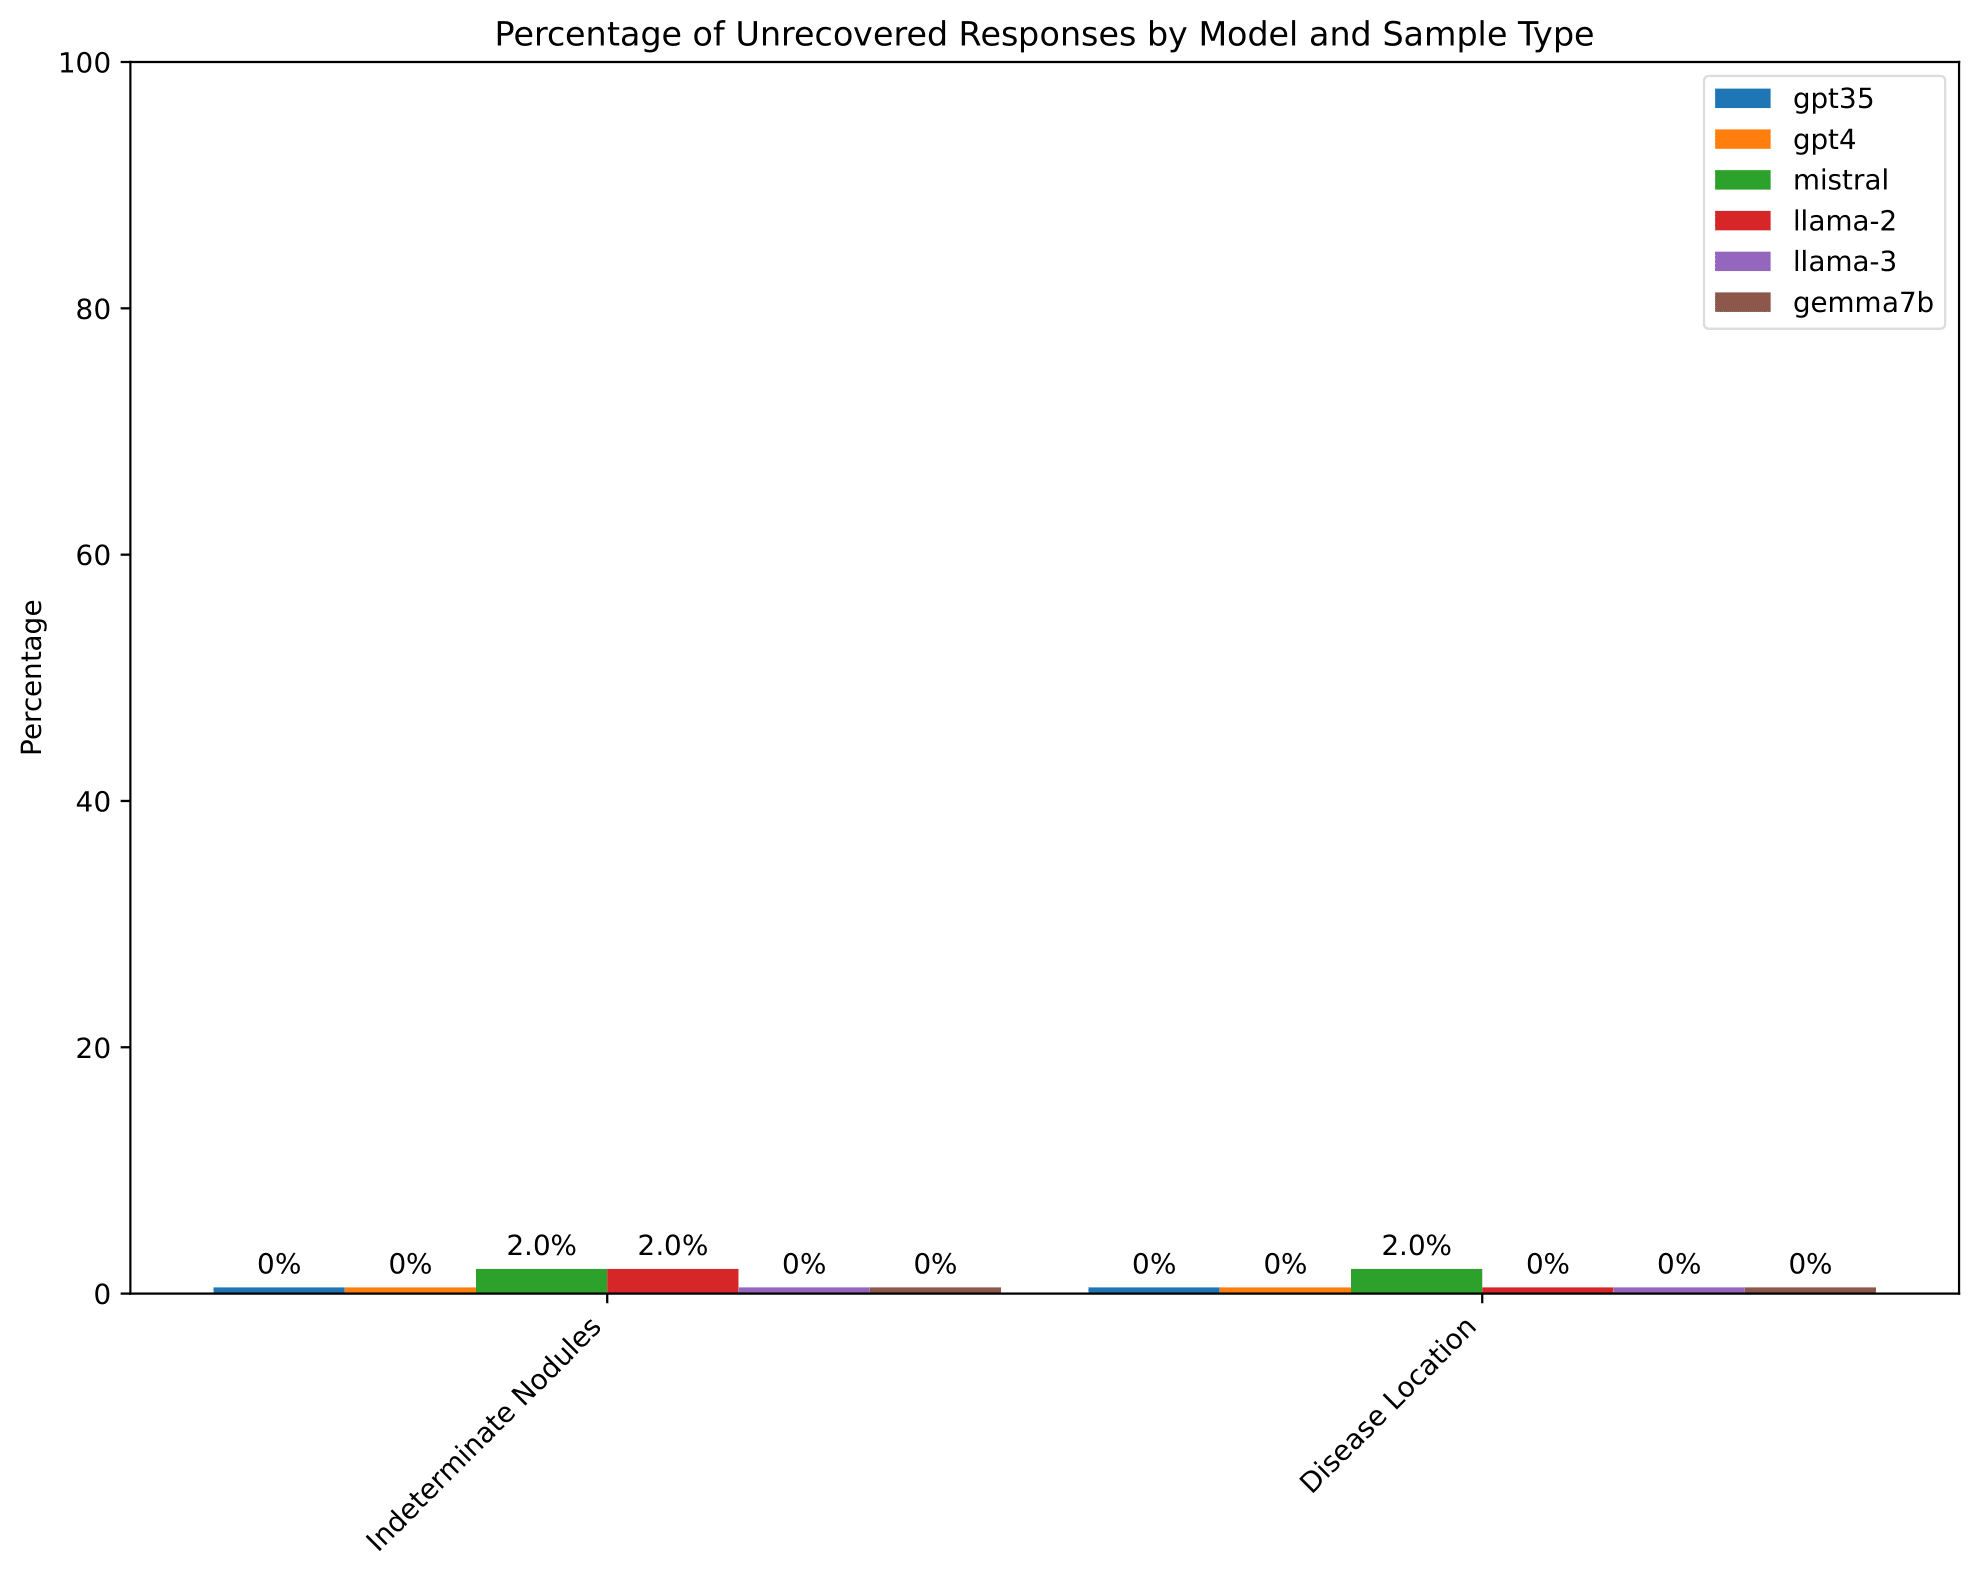 Percentage of Unrecovered Responses by Model and Sample Type
100
80
60
40
20
0
Percentage
gpt35
gpt4
mistral
llama-2
llama-3
gemma7b
0% 0% 2.0% 2.0% 0% 0% 0% 0% 2.0% 0% 0% 0%
Indeterminate Nodules
Disease Location